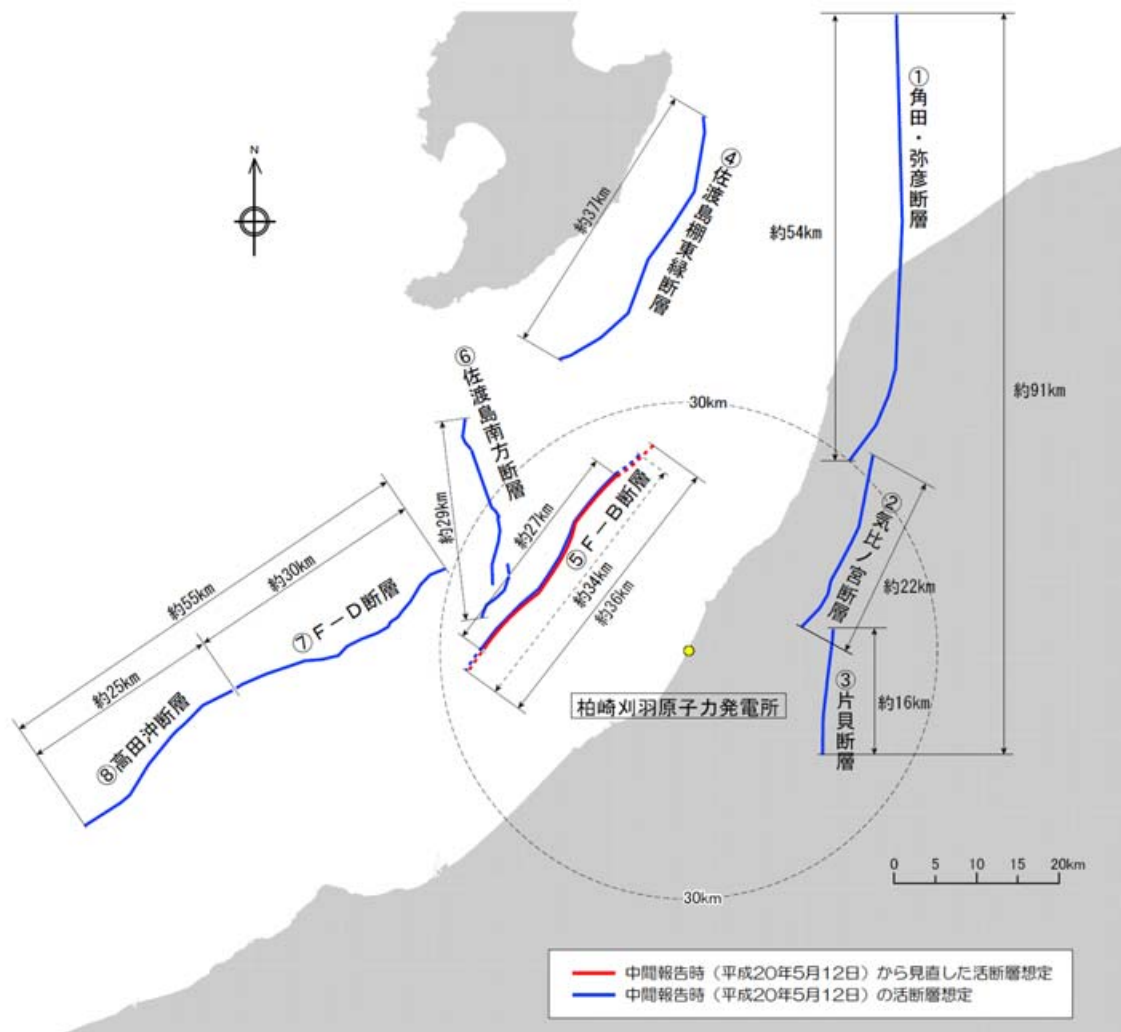 N
①角田・弥彦断層
約54km
約91km
④佐渡島棚東縁断層
約37km
⑥佐渡島南方断層
約29km
30km
⑤F－B断層
約27km
約34km
約36km
②気比ノ宮断層
約22km
③片貝断層
約16km
約55km
約30km
⑦F－D断層
約25km
⑧高田沖断層
柏崎刈羽原子力発電所
0 5 10 15 20km
30km
中間報告時（平成20年5月12日）から見直した活断層想定
中間報告時（平成20年5月12日）の活断層想定